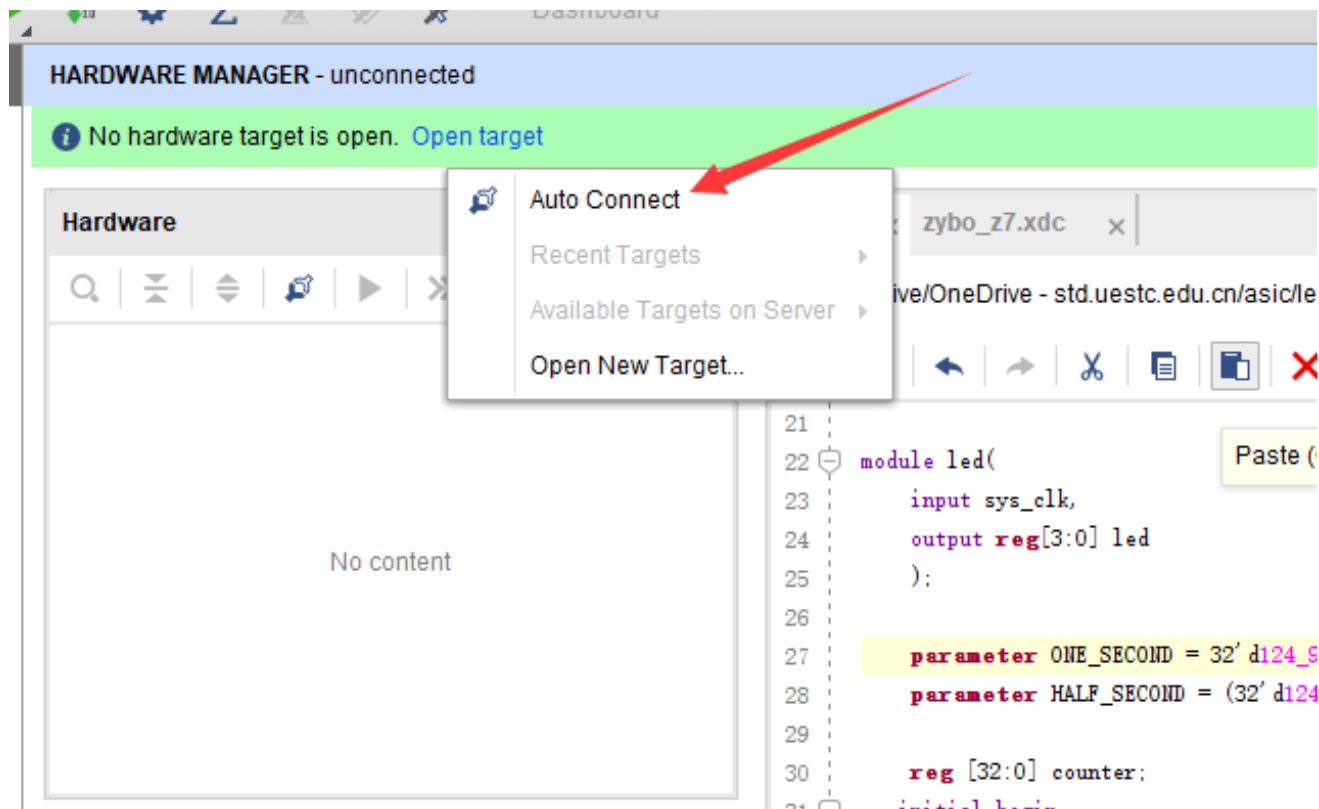 Dashboard
HARDWARE MANAGER - unconnected
No hardware target is open. Open target
Auto Connect
Recent Targets
Available Targets on Server
Open New Target...
Hardware
No content
zybo_z7.xdc
ive/OneDrive - std.uestc.edu.cn/asic/le
Paste (
21
22 module led(
23 input sys_clk,
24 output reg[3:0] led
25 );
26
27 parameter ONE_SECOND = 32'd124_9
28 parameter HALF_SECOND = (32'd124
29
30 reg [32:0] counter;
31 initial begin